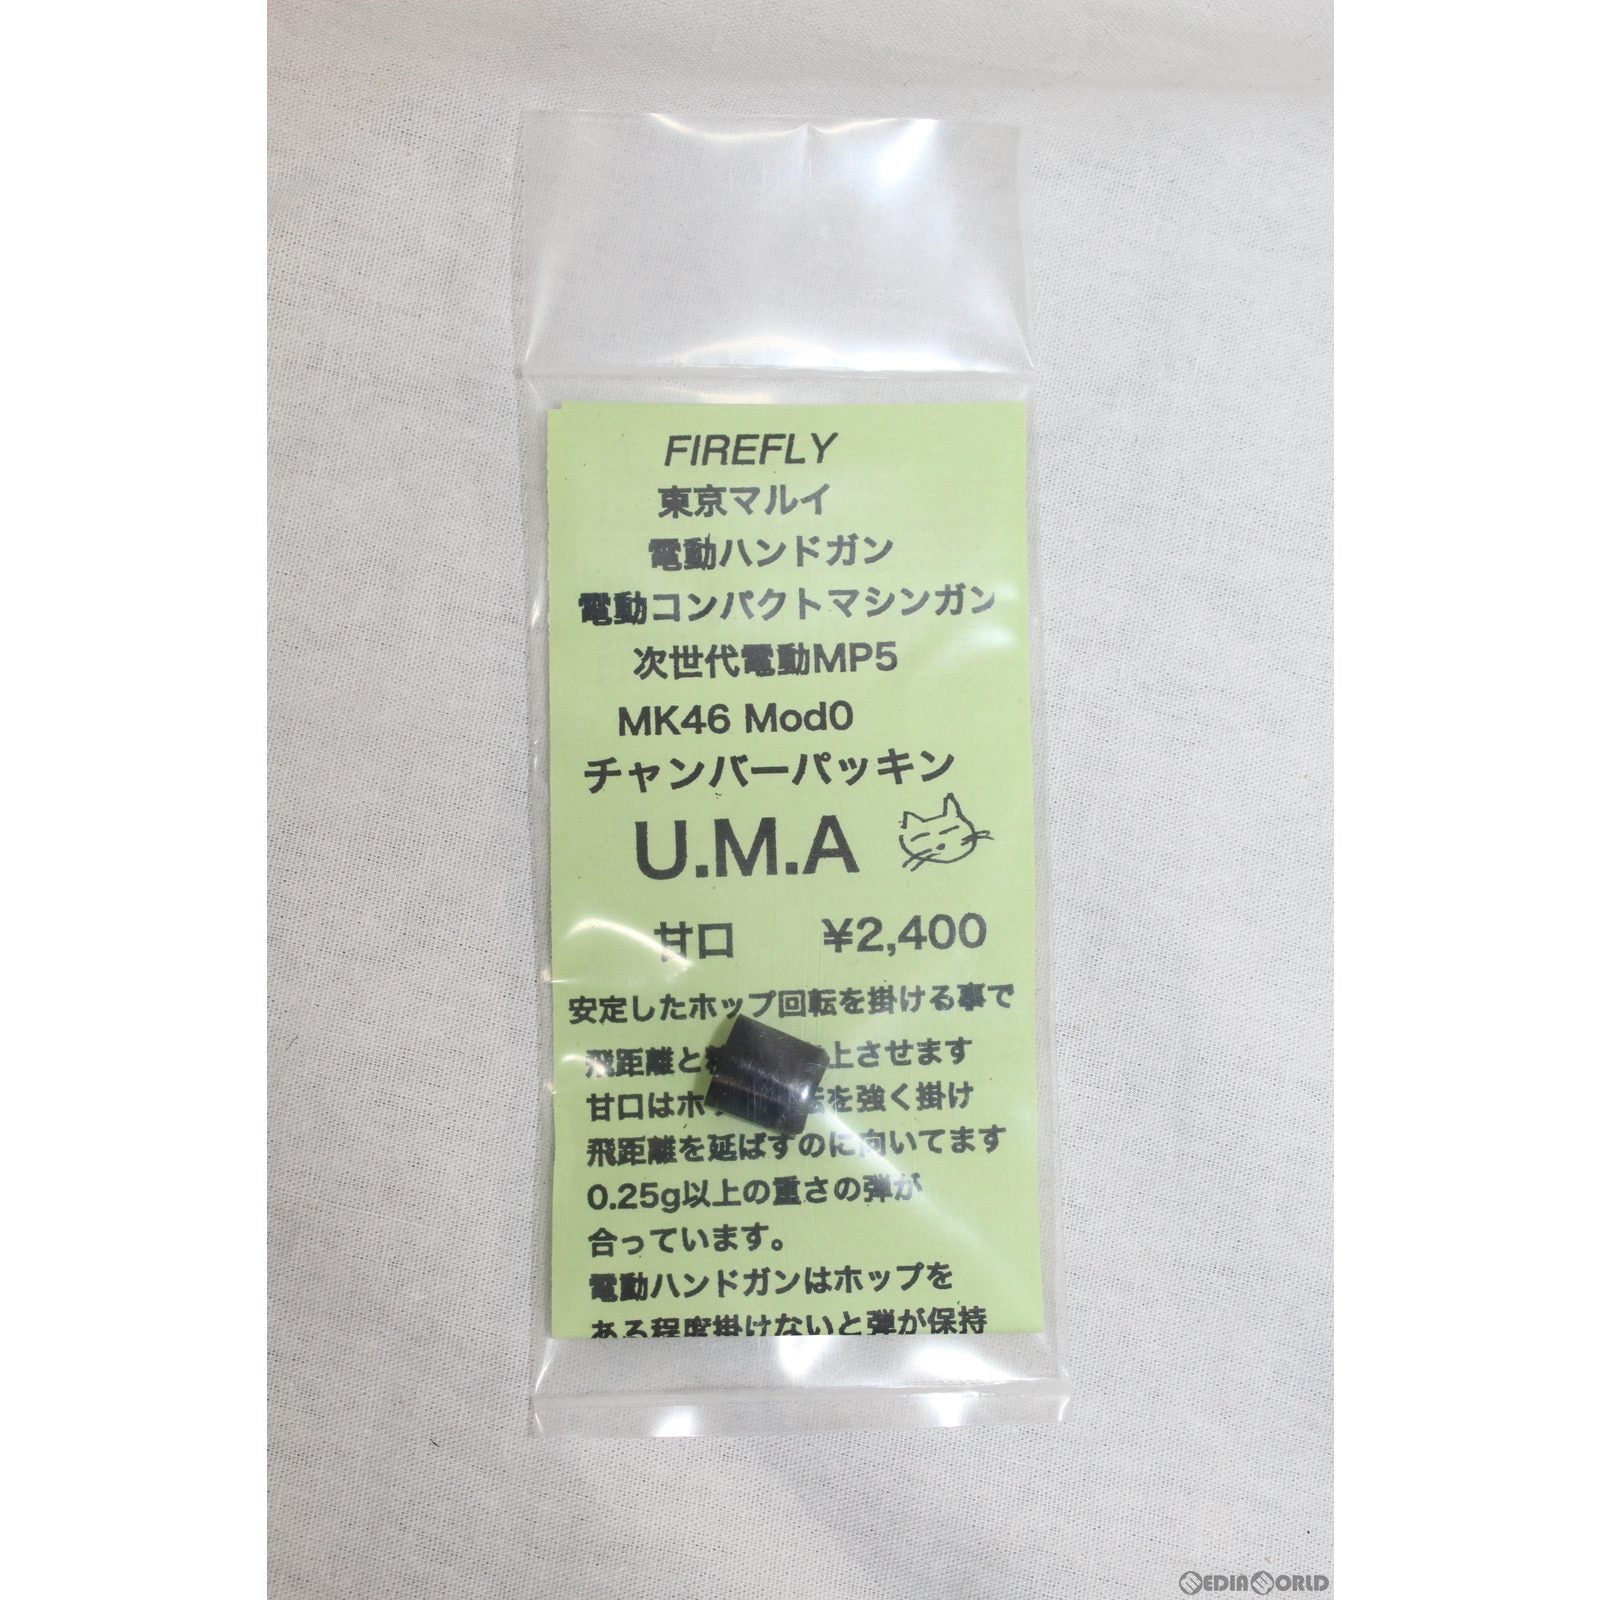 FIREFLY
東京マルイ
電動ハンドガン
電動コンパクトマシンガン
次世代電動MP5
MK46 Mod0
チャンバーパッキン
U.M.A
甘口 ¥2,400
安定したホップ回転を掛ける事で
飛距離と 上させます
甘口はホッ を強く掛け
飛距離を延ばすのに向いてます
0.25g以上の重さの弾が
合っています。
電動ハンドガンはホップを
ある程度掛けないと弾が保持
MEDIAWORLD